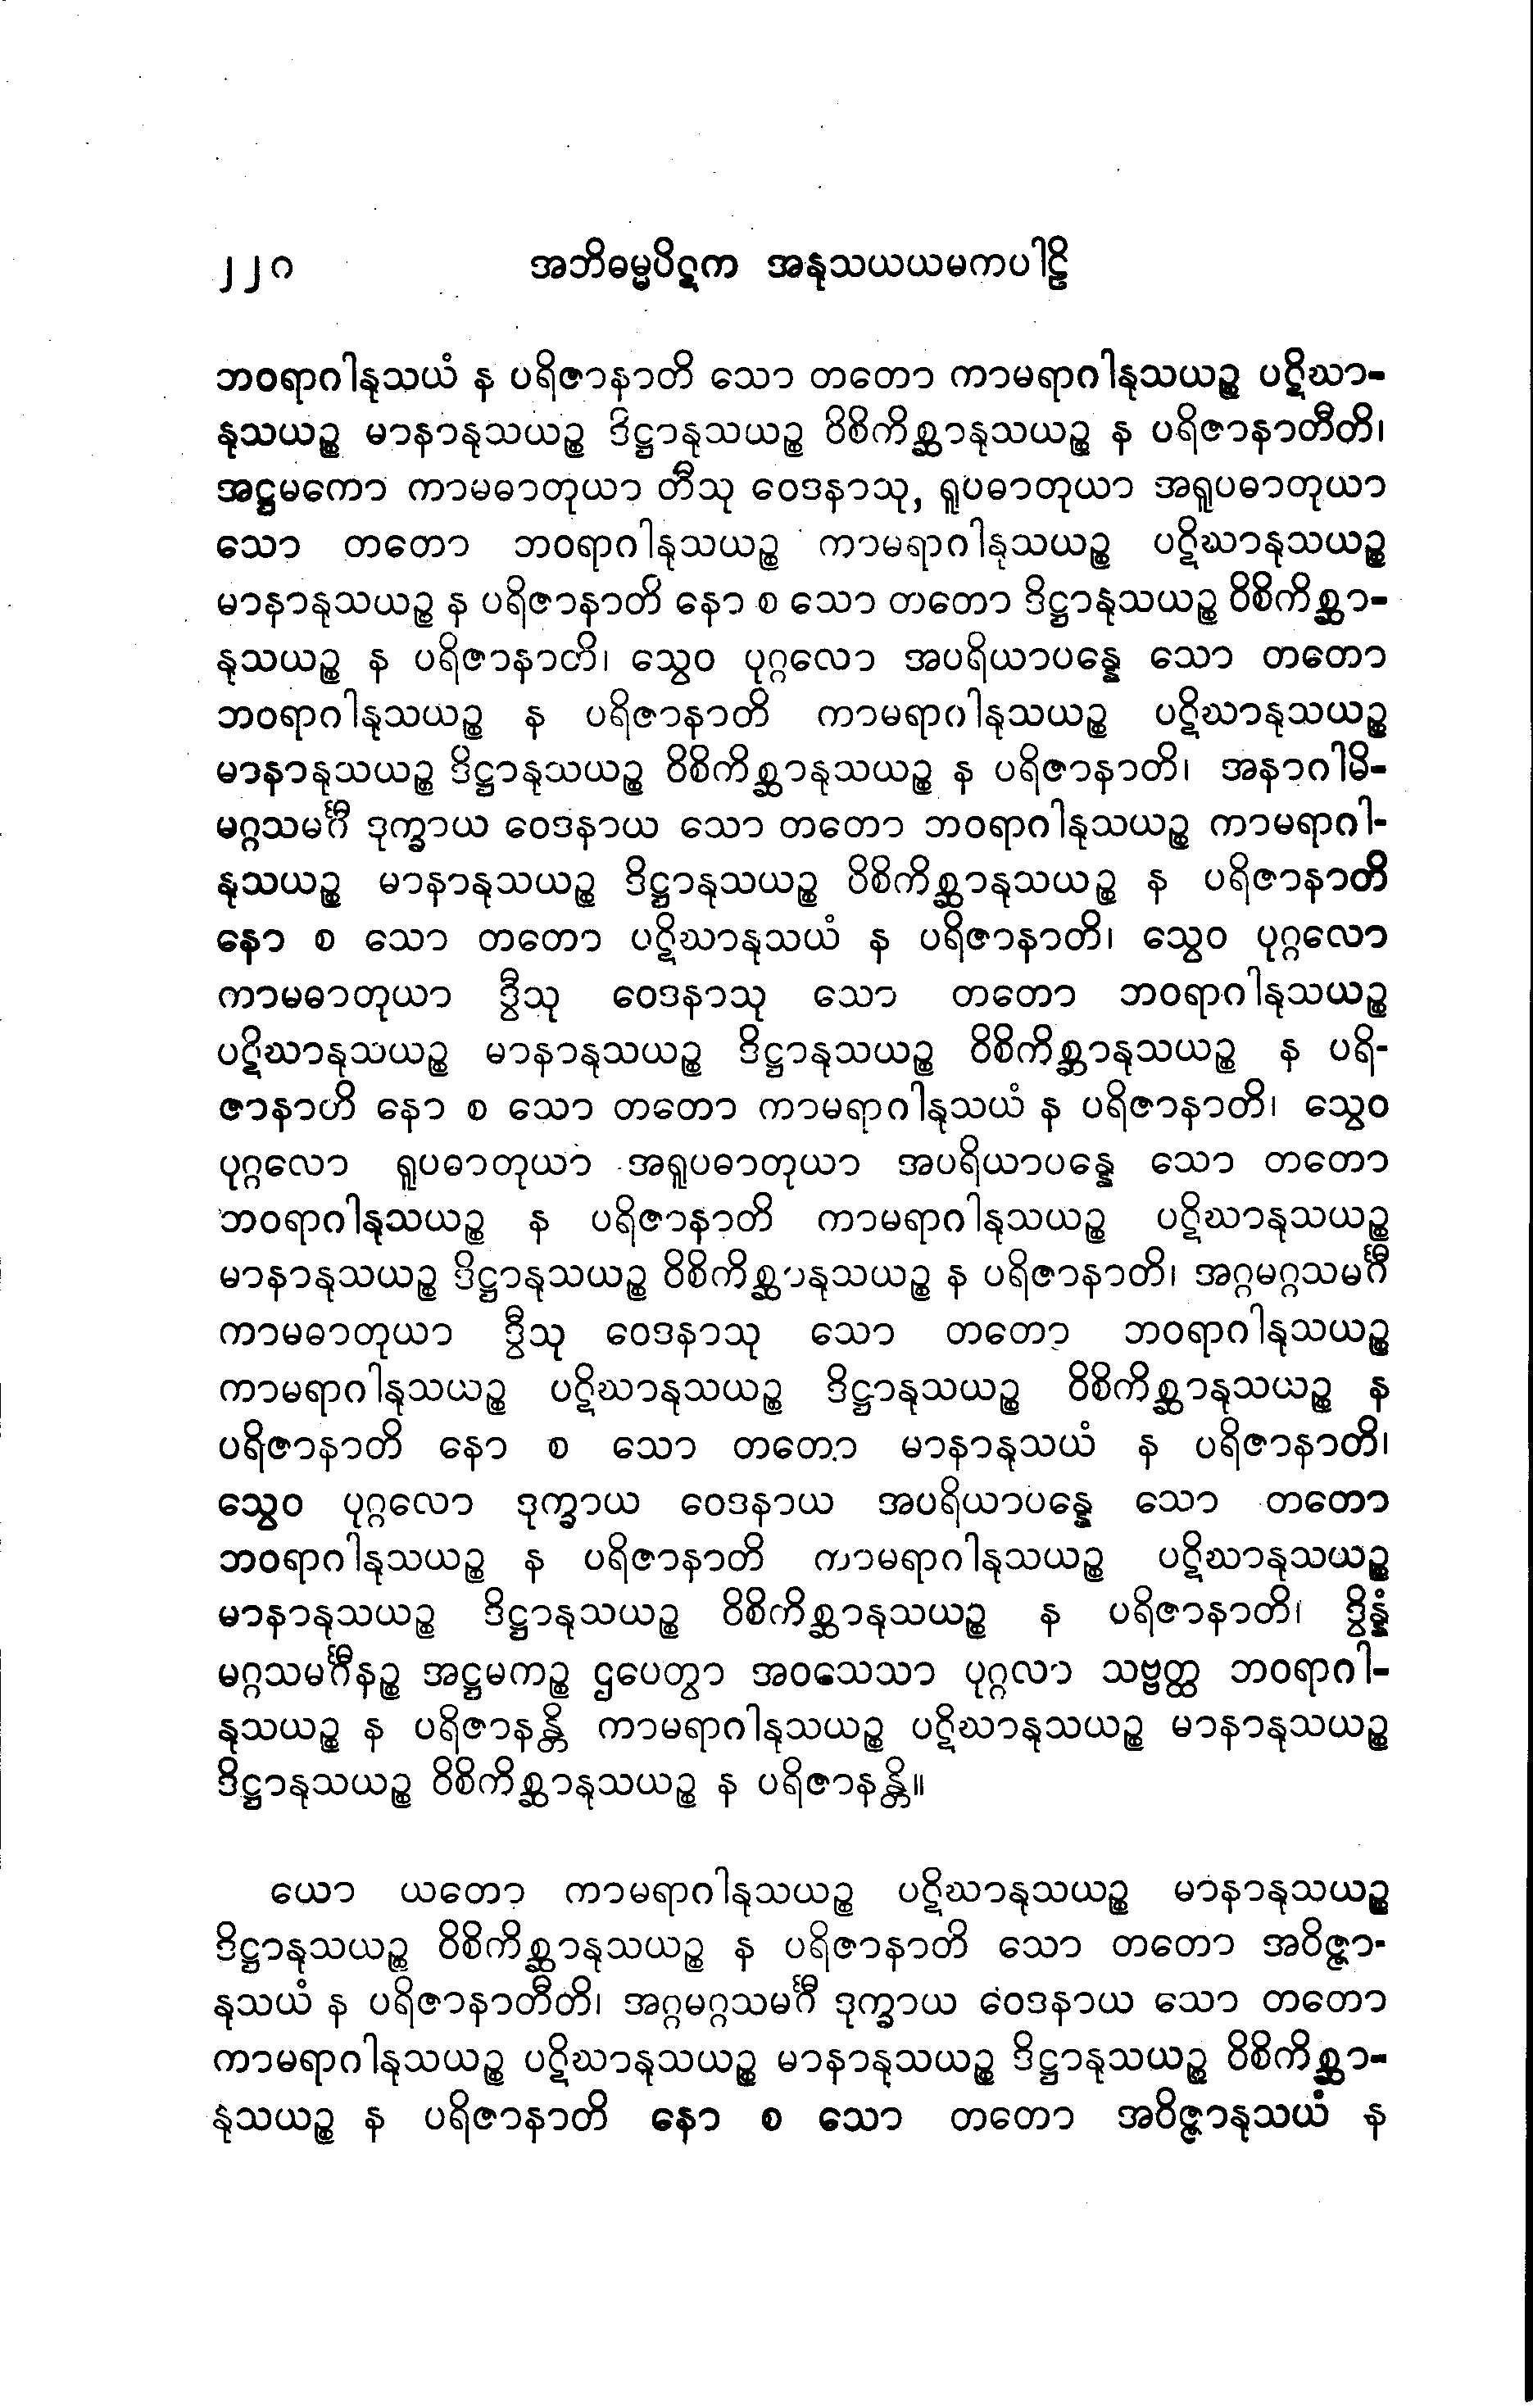 ၂၂၀ အဘိဓမ္မပိဋက အနုသယယမကပါဠိ
ဘဝရာဂါနုသယံ န ပရိဇာနာတိ သော တတော ကာမရာဂါနုသယဉ္စ ပဋိဃာ-
နုသယဉ္စ မာနာနုသယဉ္စ ဒိဋ္ဌာနုသယဉ္စ ဝိစိကိစ္ဆာနုသယဉ္စ န ပရိဇာနာတီတိ၊
အဋ္ဌမကော ကာမဓာတုယာ တီသု ဝေဒနာသု, ရူပဓာတုယာ အရူပဓာတုယာ
သော တတော ဘဝရာဂါနုသယဉ္စ ကာမရာဂါနုသယဉ္စ ပဋိဃာနုသယဉ္စ
မာနာနုသယဉ္စ န ပရိဇာနာတိ နော စ သော တတော ဒိဋ္ဌာနုသယဉ္စ ဝိစိကိစ္ဆာ-
နုသယဉ္စ န ပရိဇာနာတိ၊ သွေဝ ပုဂ္ဂလော အပရိယာပန္နေ သော တတော
ဘဝရာဂါနုသယဉ္စ န ပရိဇာနာတိ ကာမရာဂါနုသယဉ္စ ပဋိဃာနုသယဉ္စ
မာနာနုသယဉ္စ ဒိဋ္ဌာနုသယဉ္စ ဝိစိကိစ္ဆာနုသယဉ္စ န ပရိဇာနာတိ၊ အနာဂါမိ-
မဂ္ဂသမင်္ဂီ ဒုက္ခာယ ဝေဒနာယ သော တတော ဘဝရာဂါနုသယဉ္စ ကာမရာဂါ-
နုသယဉ္စ မာနာနုသယဉ္စ ဒိဋ္ဌာနုသယဉ္စ ဝိစိကိစ္ဆာနုသယဉ္စ န ပရိဇာနာတိ
နော စ သော တတော ပဋိဃာနုသယံ န ပရိဇာနာတိ၊ သွေဝ ပုဂ္ဂလော
ကာမဓာတုယာ ဒွီသု ဝေဒနာသု သော တတော ဘဝရာဂါနုသယဉ္စ
ပဋိဃာနုသယဉ္စ မာနာနုသယဉ္စ ဒိဋ္ဌာနုသယဉ္စ ဝိစိကိစ္ဆာနုသယဉ္စ န ပရိ-
ဇာနာတိ နော စ သော တတော ကာမရာဂါနုသယံ န ပရိဇာနာတိ၊ သွေဝ
ပုဂ္ဂလော ရူပဓာတုယာ အရူပဓာတုယာ အပရိယာပန္နေ သော တတော
ဘဝရာဂါနုသယဉ္စ န ပရိဇာနာတိ ကာမရာဂါနုသယဉ္စ ပဋိဃာနုသယဉ္စ
မာနာနုသယဉ္စ ဒိဋ္ဌာနုသယဉ္စ ဝိစိကိစ္ဆာနုသယဉ္စ န ပရိဇာနာတိ၊ အဂ္ဂမဂ္ဂသမင်္ဂီ
ကာမဓာတုယာ ဒွီသု ဝေဒနာသု သော တတော ဘဝရာဂါနုသယဉ္စ
ကာမရာဂါနုသယဉ္စ ပဋိဃာနုသယဉ္စ ဒိဋ္ဌာနုသယဉ္စ ဝိစိကိစ္ဆာနုသယဉ္စ န
ပရိဇာနာတိ နော စ သော တတော မာနာနုသယံ န ပရိဇာနာတိ၊
သွေဝ ပုဂ္ဂလော ဒုက္ခာယ ဝေဒနာယ အပရိယာပန္နေ သော တတော
ဘဝရာဂါနုသယဉ္စ န ပရိဇာနာတိ ကာမရာဂါနုသယဉ္စ ပဋိဃာနုသယဉ္စ
မာနာနုသယဉ္စ ဒိဋ္ဌာနုသယဉ္စ ဝိစိကိစ္ဆာနုသယဉ္စ န ပရိဇာနာတိ၊ ဒွိန္နံ
မဂ္ဂသမင်္ဂီနဉ္စ အဋ္ဌမကဉ္စ ဌပေတွာ အဝသေသာ ပုဂ္ဂလာ သဗ္ဗတ္ထ ဘဝရာဂါ-
နုသယဉ္စ န ပရိဇာနန္တိ ကာမရာဂါနုသယဉ္စ ပဋိဃာနုသယဉ္စ မာနာနုသယဉ္စ
ဒိဋ္ဌာနုသယဉ္စ ဝိစိကိစ္ဆာနုသယဉ္စ န ပရိဇာနန္တိ။
ယော ယတော ကာမရာဂါနုသယဉ္စ ပဋိဃာနုသယဉ္စ မာနာနုသယဉ္စ
ဒိဋ္ဌာနုသယဉ္စ ဝိစိကိစ္ဆာနုသယဉ္စ န ပရိဇာနာတိ သော တတော အဝိဇ္ဇာ-
နုသယံ န ပရိဇာနာတီတိ၊ အဂ္ဂမဂ္ဂသမင်္ဂီ ဒုက္ခာယ ဝေဒနာယ သော တတော
ကာမရာဂါနုသယဉ္စ ပဋိဃာနုသယဉ္စ မာနာနုသယဉ္စ ဒိဋ္ဌာနုသယဉ္စ ဝိစိကိစ္ဆာ-
နုသယဉ္စ န ပရိဇာနာတိ နော စ သော တတော အဝိဇ္ဇာနုသယံ န